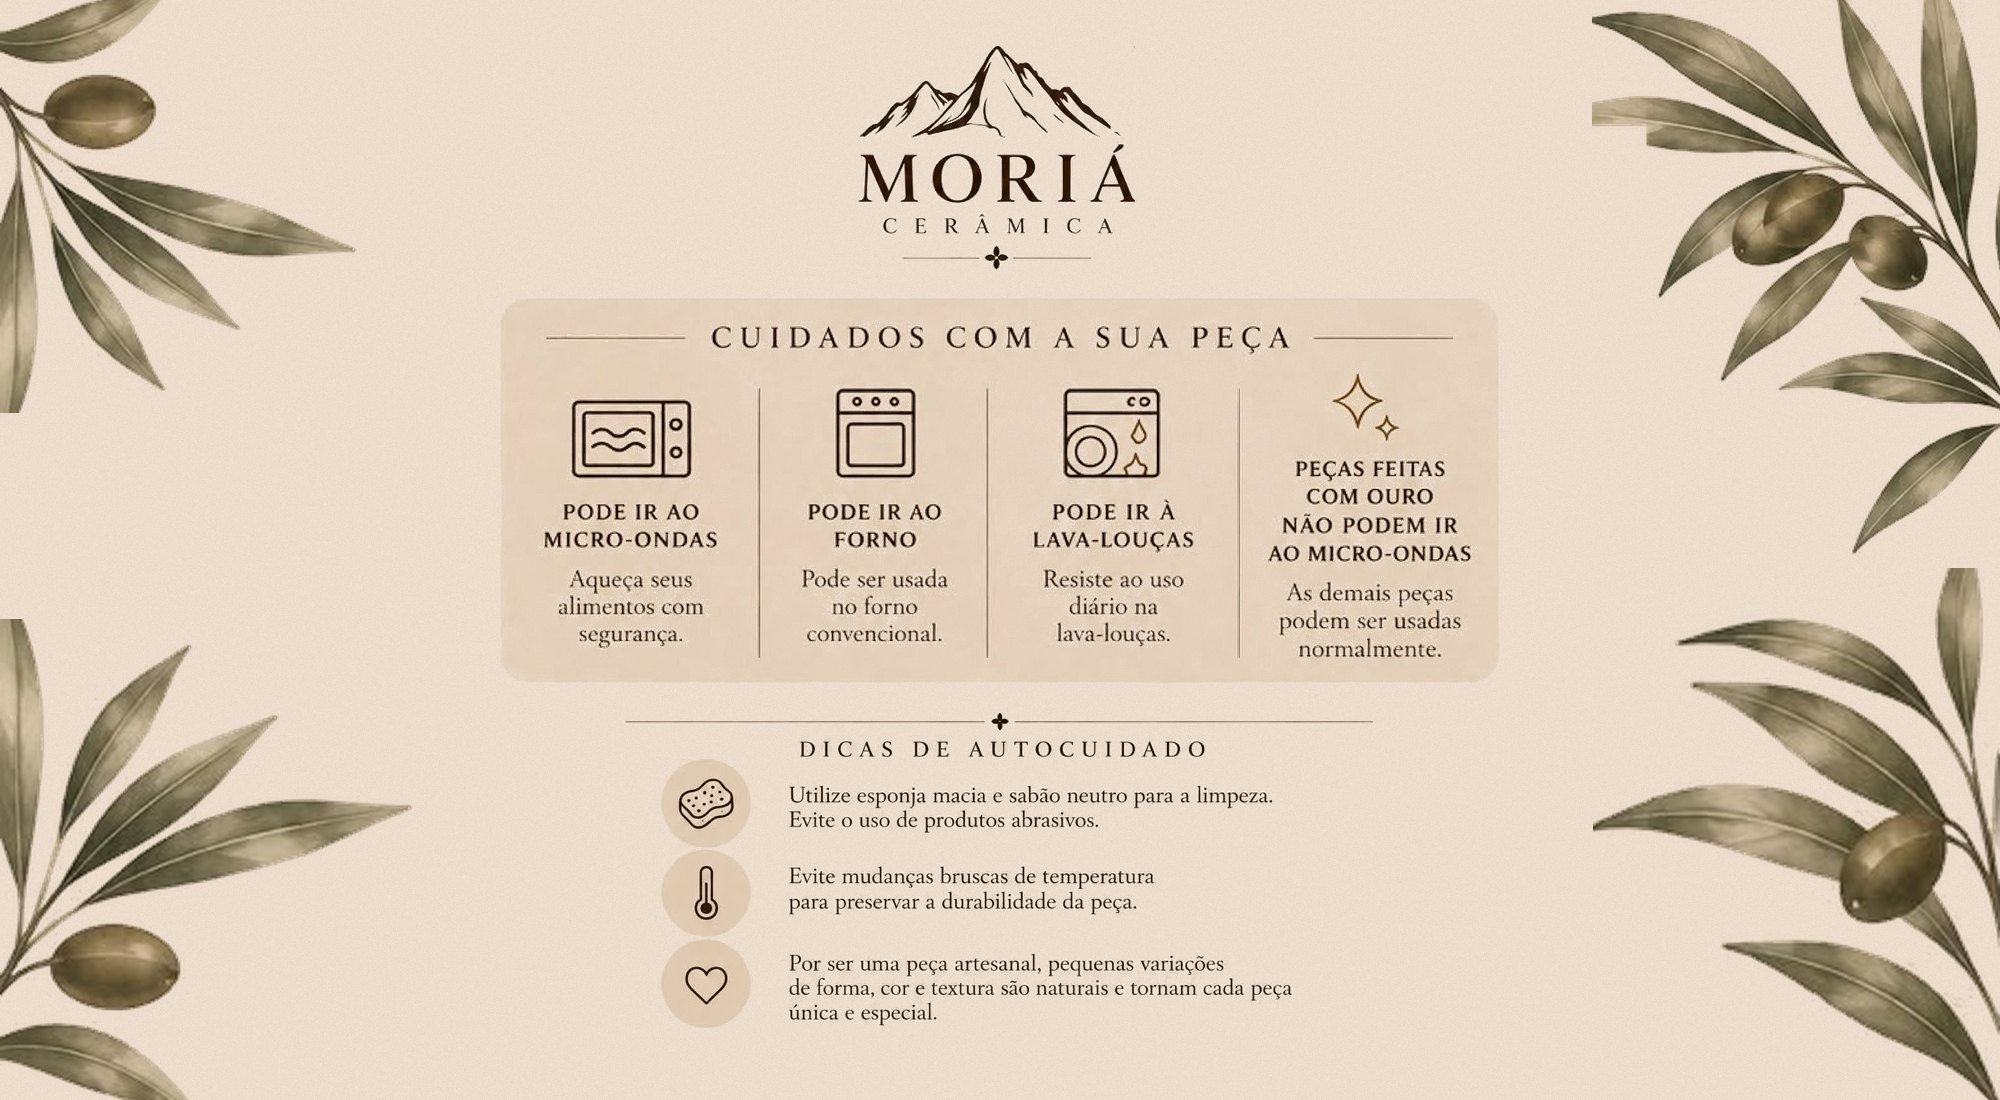 MORIÁ
CERÂMICA
CUIDADOS COM A SUA PEÇA
PODE IR AO
MICRO-ONDAS
Aqueça seus
alimentos com
segurança.
PODE IR AO
FORNO
Pode ser usada
no forno
convencional.
PODE IR À
LAVA-LOUÇAS
Resiste ao uso
diário na
lava-louças.
PEÇAS FEITAS
COM OURO
NÃO PODEM IR
AO MICRO-ONDAS
As demais peças
podem ser usadas
normalmente.
DICAS DE AUTOCUIDADO
Utilize esponja macia e sabão neutro para a limpeza.
Evite o uso de produtos abrasivos.
Evite mudanças bruscas de temperatura
para preservar a durabilidade da peça.
Por ser uma peça artesanal, pequenas variações
de forma, cor e textura são naturais e tornam cada peça
única e especial.